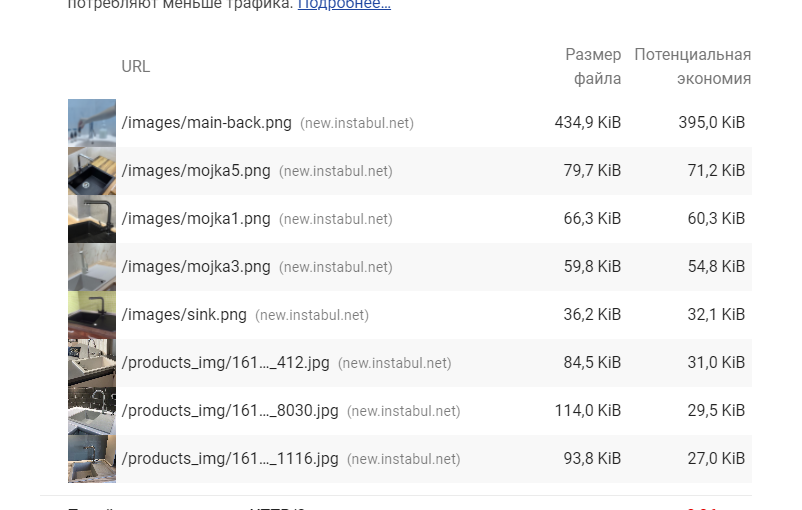 потребляют меньше трафика. Подробнее…
URL Размер файла Потенциальная экономия
/images/main-back.png (new.instabul.net) 434,9 KiB 395,0 KiB
/images/mojka5.png (new.instabul.net) 79,7 KiB 71,2 KiB
/images/mojka1.png (new.instabul.net) 66,3 KiB 60,3 KiB
/images/mojka3.png (new.instabul.net) 59,8 KiB 54,8 KiB
/images/sink.png (new.instabul.net) 36,2 KiB 32,1 KiB
/products_img/161…_412.jpg (new.instabul.net) 84,5 KiB 31,0 KiB
/products_img/161…_8030.jpg (new.instabul.net) 114,0 KiB 29,5 KiB
/products_img/161…_1116.jpg (new.instabul.net) 93,8 KiB 27,0 KiB